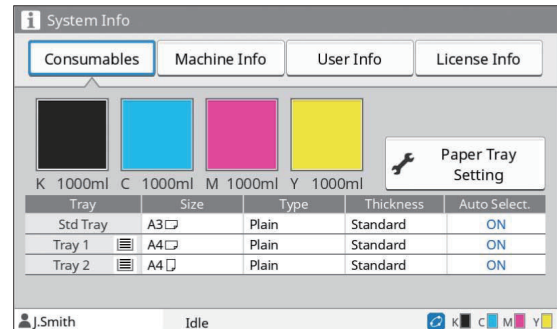 System Info
Consumables Machine Info User Info License Info
K 1000ml C 1000ml M 1000ml Y 1000ml
Paper Tray
Setting
Tray Size Type Thickness Auto Select.
Std Tray A3 Plain Standard ON
Tray 1 A4 Plain Standard ON
Tray 2 A4 Plain Standard ON
J.Smith Idle K C M Y